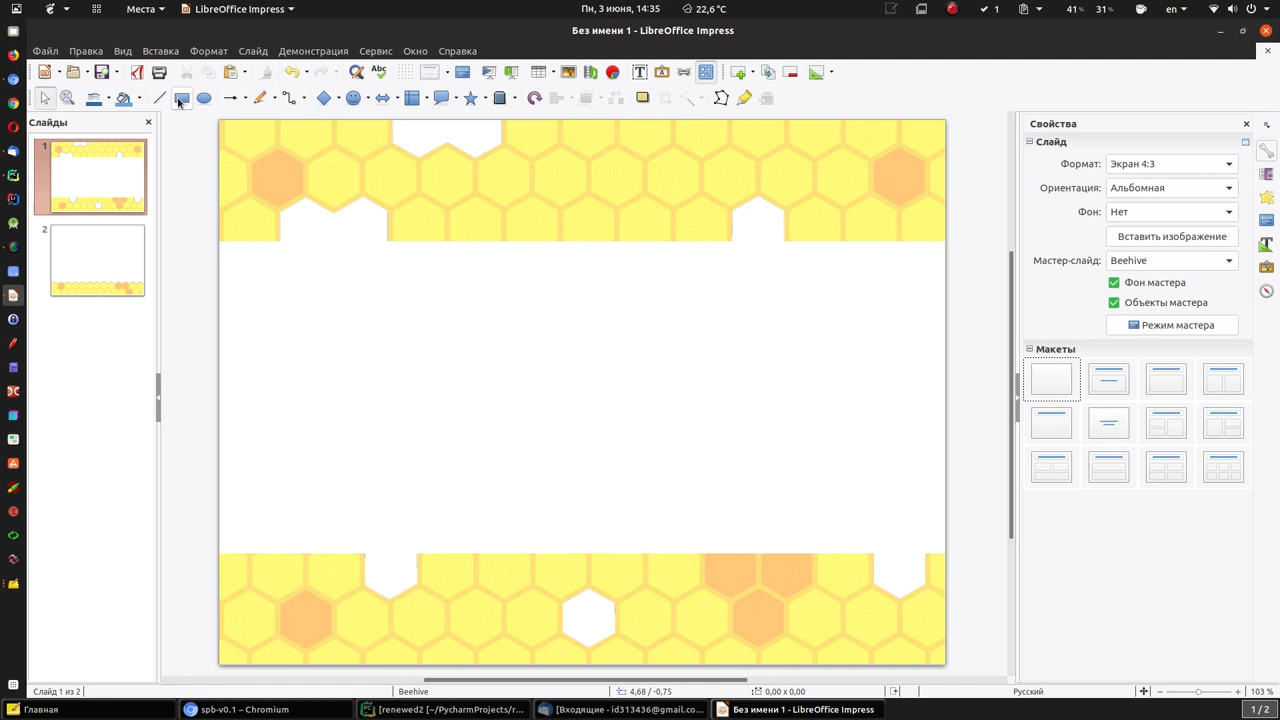 Места
LibreOffice Impress
Пн, 3 июня, 14:35
22,6°C
1
41%
31%
en
Без имени 1 - LibreOffice Impress
Файл Правка Вид Вставка Формат Слайд Демонстрация Сервис Окно Справка
Abc
Слайды
1
2
Свойства
Слайд
Формат: Экран 4:3
Ориентация: Альбомная
Фон: Нет
Вставить изображение
Мастер-слайд: Beehive
Фон мастера
Объекты мастера
Режим мастера
Макеты
Слайд 1 из 2
Beehive
4,68 / -0,75
0,00 x 0,00
Русский
103 %
Главная
spb-v0.1 – Chromium
[renewed2 [~/PycharmProjects/r...
[Входящие - id313436@gmail.co...
Без имени 1 - LibreOffice Impress
1 / 2